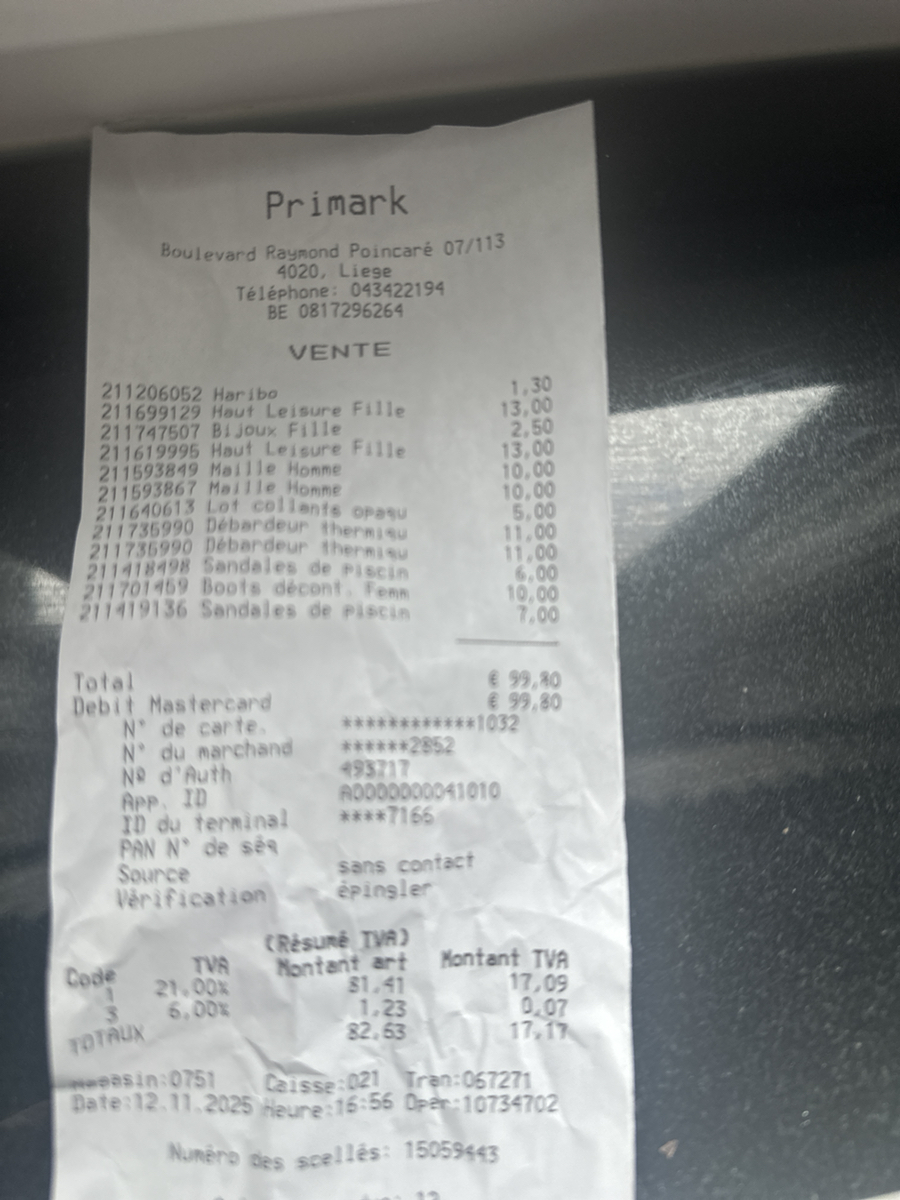 Primark
Boulevard Raymond Poincaré 07/113
4020, Liege
Téléphone: 043422194
BE 0817296264
VENTE
211206052 Haribo 1,30
211699129 Haut Leisure Fille 13,00
211747507 Bijoux Fille 2,50
211619995 Haut Leisure Fille 13,00
211593849 Maille Homme 10,00
211593867 Maille Homme 10,00
211640613 Lot collants opaqu 5,00
211735990 Débardeur thermiqu 11,00
211735990 Débardeur thermiqu 11,00
211418498 Sandales de Piscin 6,00
211701469 Boots décont. Femm 10,00
211419136 Sandales de Piscin 7,00
Total € 99,80
Debit Mastercard € 99,80
N° de carte. ************1032
N° du marchand ******2852
Nº d'Auth 493717
App. ID A0000000041010
ID du terminal ****7166
PAN N° de séq
Source sans contact
Vérification épingler
(Résumé TVA)
Code TVA Montant art Montant TVA
1 21,00% 81,41 17,09
3 6,00% 1,23 0,07
TOTAUX 82,63 17,17
Magasin:0751 Caisse:021 Tran:067271
Date:12.11.2025 Heure:16:56 Oper:10734702
Numéro des scellés: 15059443